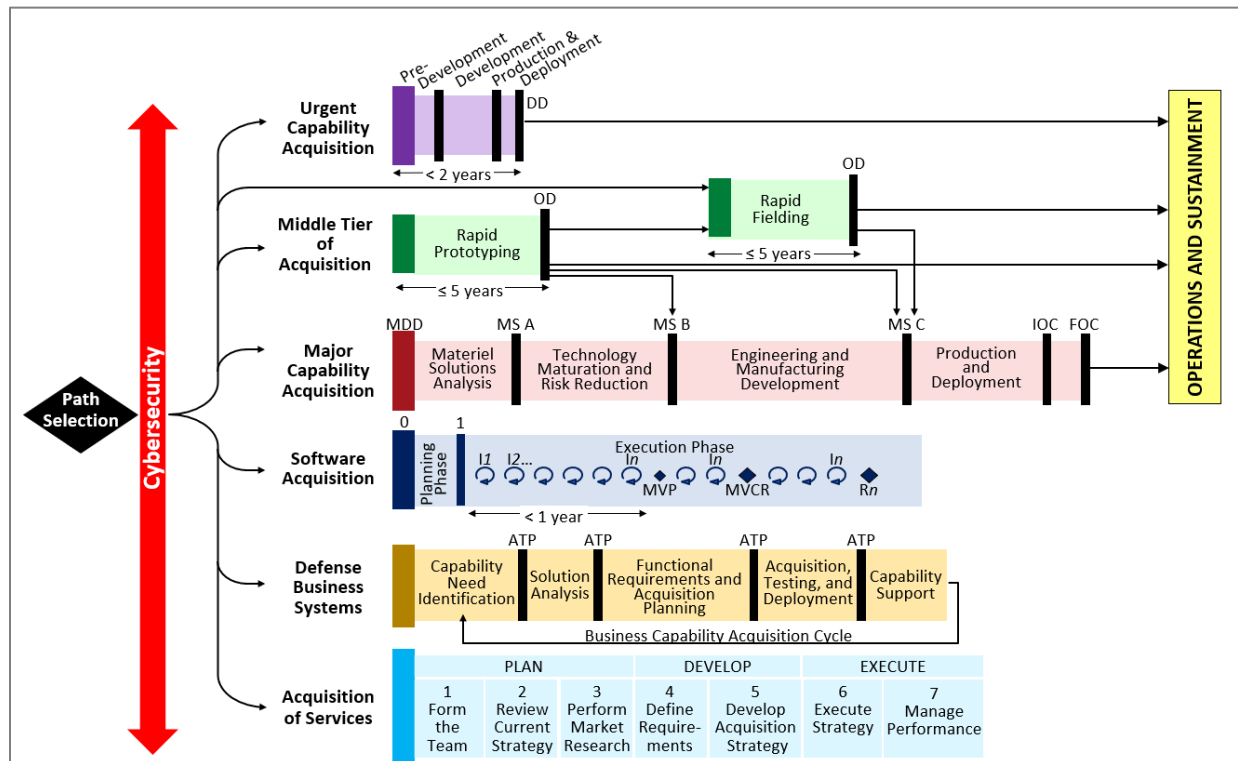 Pre-
Development
Development
Production &
Deployment
Urgent
Capability
Acquisition
DD
< 2 years
Middle Tier
of
Acquisition
Rapid
Prototyping
OD
≤ 5 years
Rapid
Fielding
OD
≤ 5 years
Major
Capability
Acquisition
MDD
MS A
MS B
MS C
IOC
FOC
Materiel
Solutions
Analysis
Technology
Maturation and
Risk Reduction
Engineering and
Manufacturing
Development
Production
and
Deployment
OPERATIONS AND SUSTAINMENT
Path
Selection
Cybersecurity
Software
Acquisition
0
1
Planning
Phase
Execution Phase
I1
I2...
In
In
In
MVP
MVCR
Rn
< 1 year
Defense
Business
Systems
ATP
ATP
ATP
ATP
Capability
Need
Identification
Solution
Analysis
Functional
Requirements and
Acquisition
Planning
Acquisition,
Testing, and
Deployment
Capability
Support
Business Capability Acquisition Cycle
Acquisition
of Services
PLAN
DEVELOP
EXECUTE
1
Form
the
Team
2
Review
Current
Strategy
3
Perform
Market
Research
4
Define
Require-
ments
5
Develop
Acquisition
Strategy
6
Execute
Strategy
7
Manage
Performance